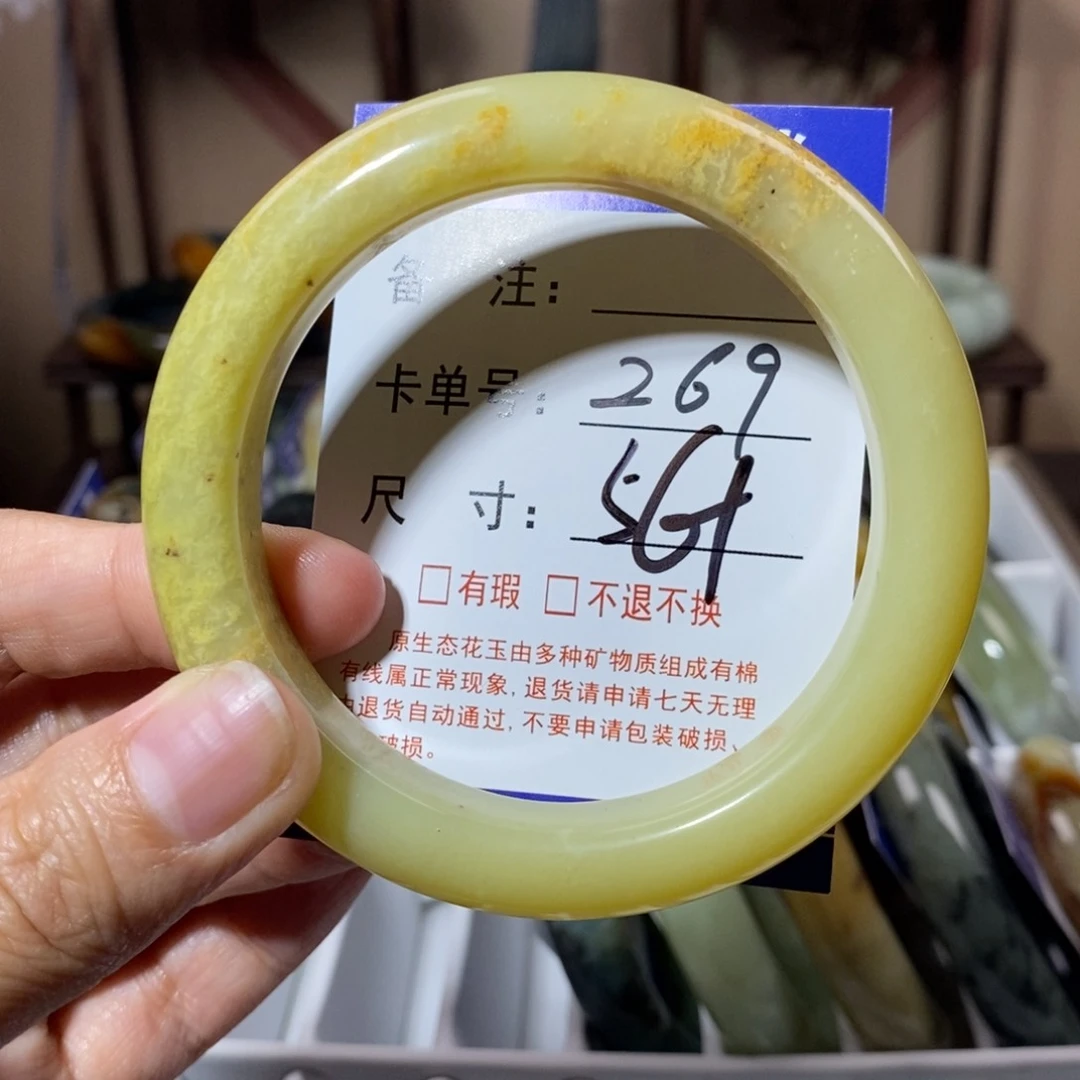 备 注：
卡单号： 269
尺 寸： 56+
□有瑕 □不退不换
原生态花玉由多种矿物质组成有棉
有线属正常现象,退货请申请七天无理
由退货自动通过,不要申请包装破损、
破损。